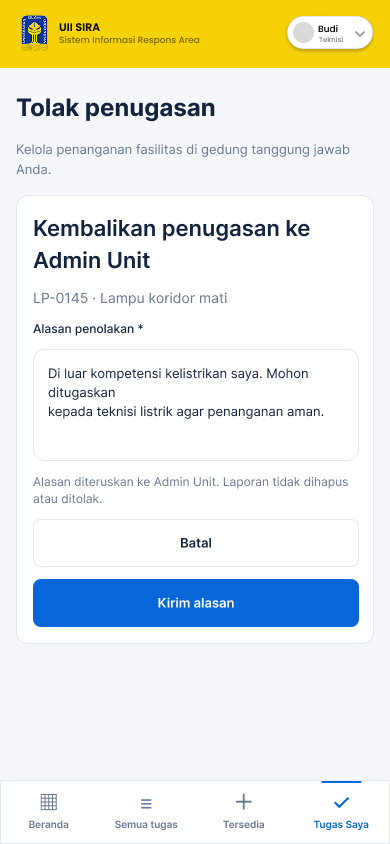 UII SIRA
Sistem Informasi Respons Area
Budi
Teknisi
Tolak penugasan
Kelola penanganan fasilitas di gedung tanggung jawab
Anda.
Kembalikan penugasan ke
Admin Unit
LP-0145 · Lampu koridor mati
Alasan penolakan *
Di luar kompetensi kelistrikan saya. Mohon
ditugaskan
kepada teknisi listrik agar penanganan aman.
Alasan diteruskan ke Admin Unit. Laporan tidak dihapus
atau ditolak.
Batal
Kirim alasan
Beranda
Semua tugas
Tersedia
Tugas Saya